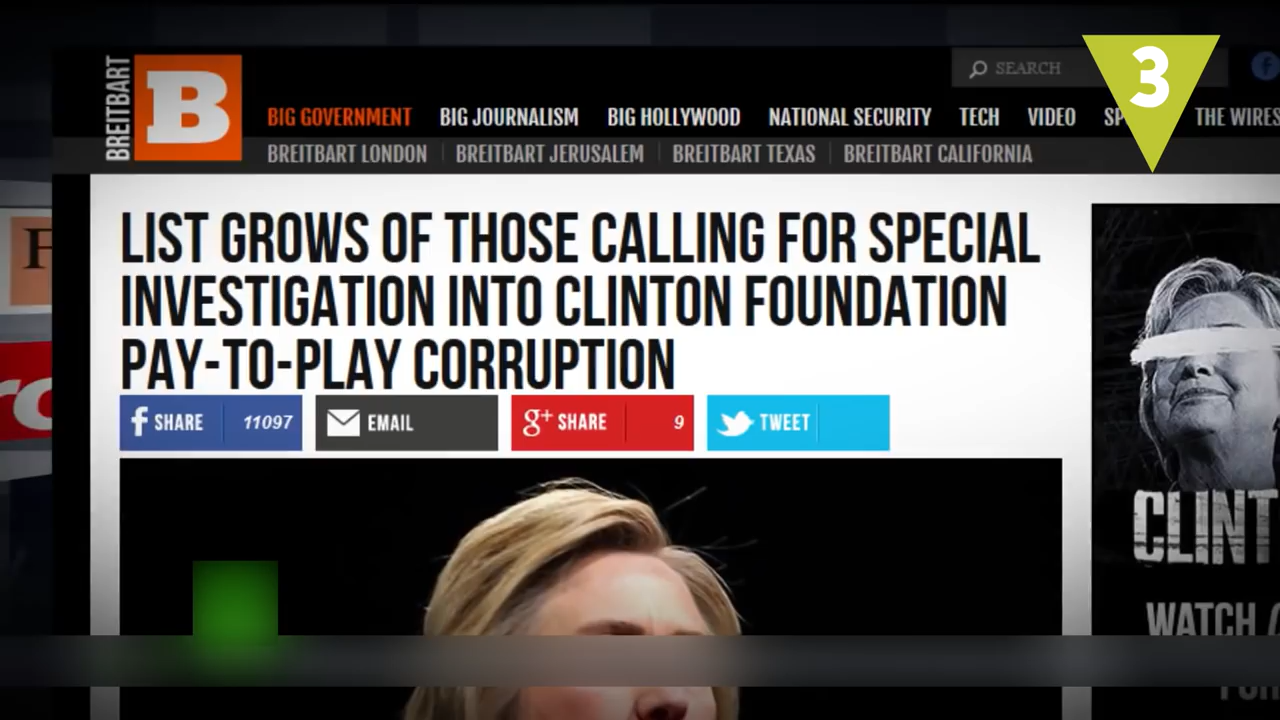 3
BREITBART
B
SEARCH
f
BIG GOVERNMENT
BIG JOURNALISM
BIG HOLLYWOOD
NATIONAL SECURITY
TECH
VIDEO
SP
THE WIRES
BREITBART LONDON
BREITBART JERUSALEM
BREITBART TEXAS
BREITBART CALIFORNIA
F
LIST GROWS OF THOSE CALLING FOR SPECIAL
INVESTIGATION INTO CLINTON FOUNDATION
PAY-TO-PLAY CORRUPTION
f SHARE 11097
EMAIL
g+ SHARE 9
TWEET
CLINT
WATCH